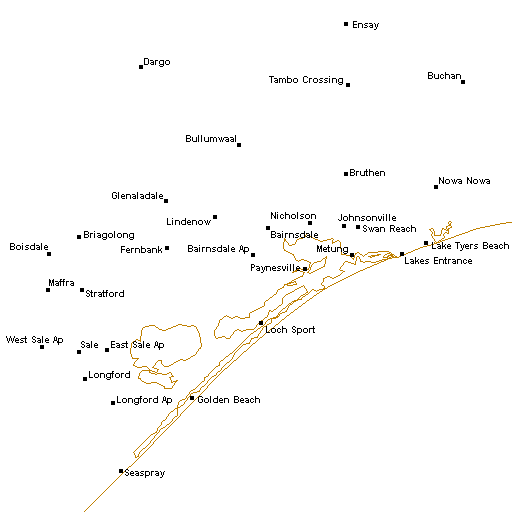 Ensay
Dargo
Tambo Crossing
Buchan
Bullumwaal
Bruthen
Nowa Nowa
Glenaladale
Lindenow
Nicholson
Johnsonville
Swan Reach
Bairnsdale
Briagolong
Boisdale
Fernbank
Bairnsdale Ap
Metung
Lake Tyers Beach
Lakes Entrance
Paynesville
Maffra
Stratford
Loch Sport
West Sale Ap
Sale
East Sale Ap
Longford
Longford Ap
Golden Beach
Seaspray